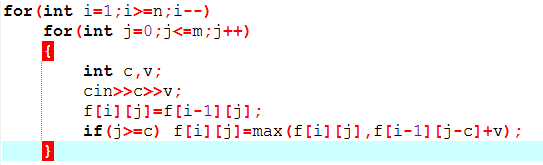 for(int i=1;i>=n;i--)
    for(int j=0;j<=m;j++)
    {
        int c,v;
        cin>>c>>v;
        f[i][j]=f[i-1][j];
        if(j>=c) f[i][j]=max(f[i][j],f[i-1][j-c]+v);
    }